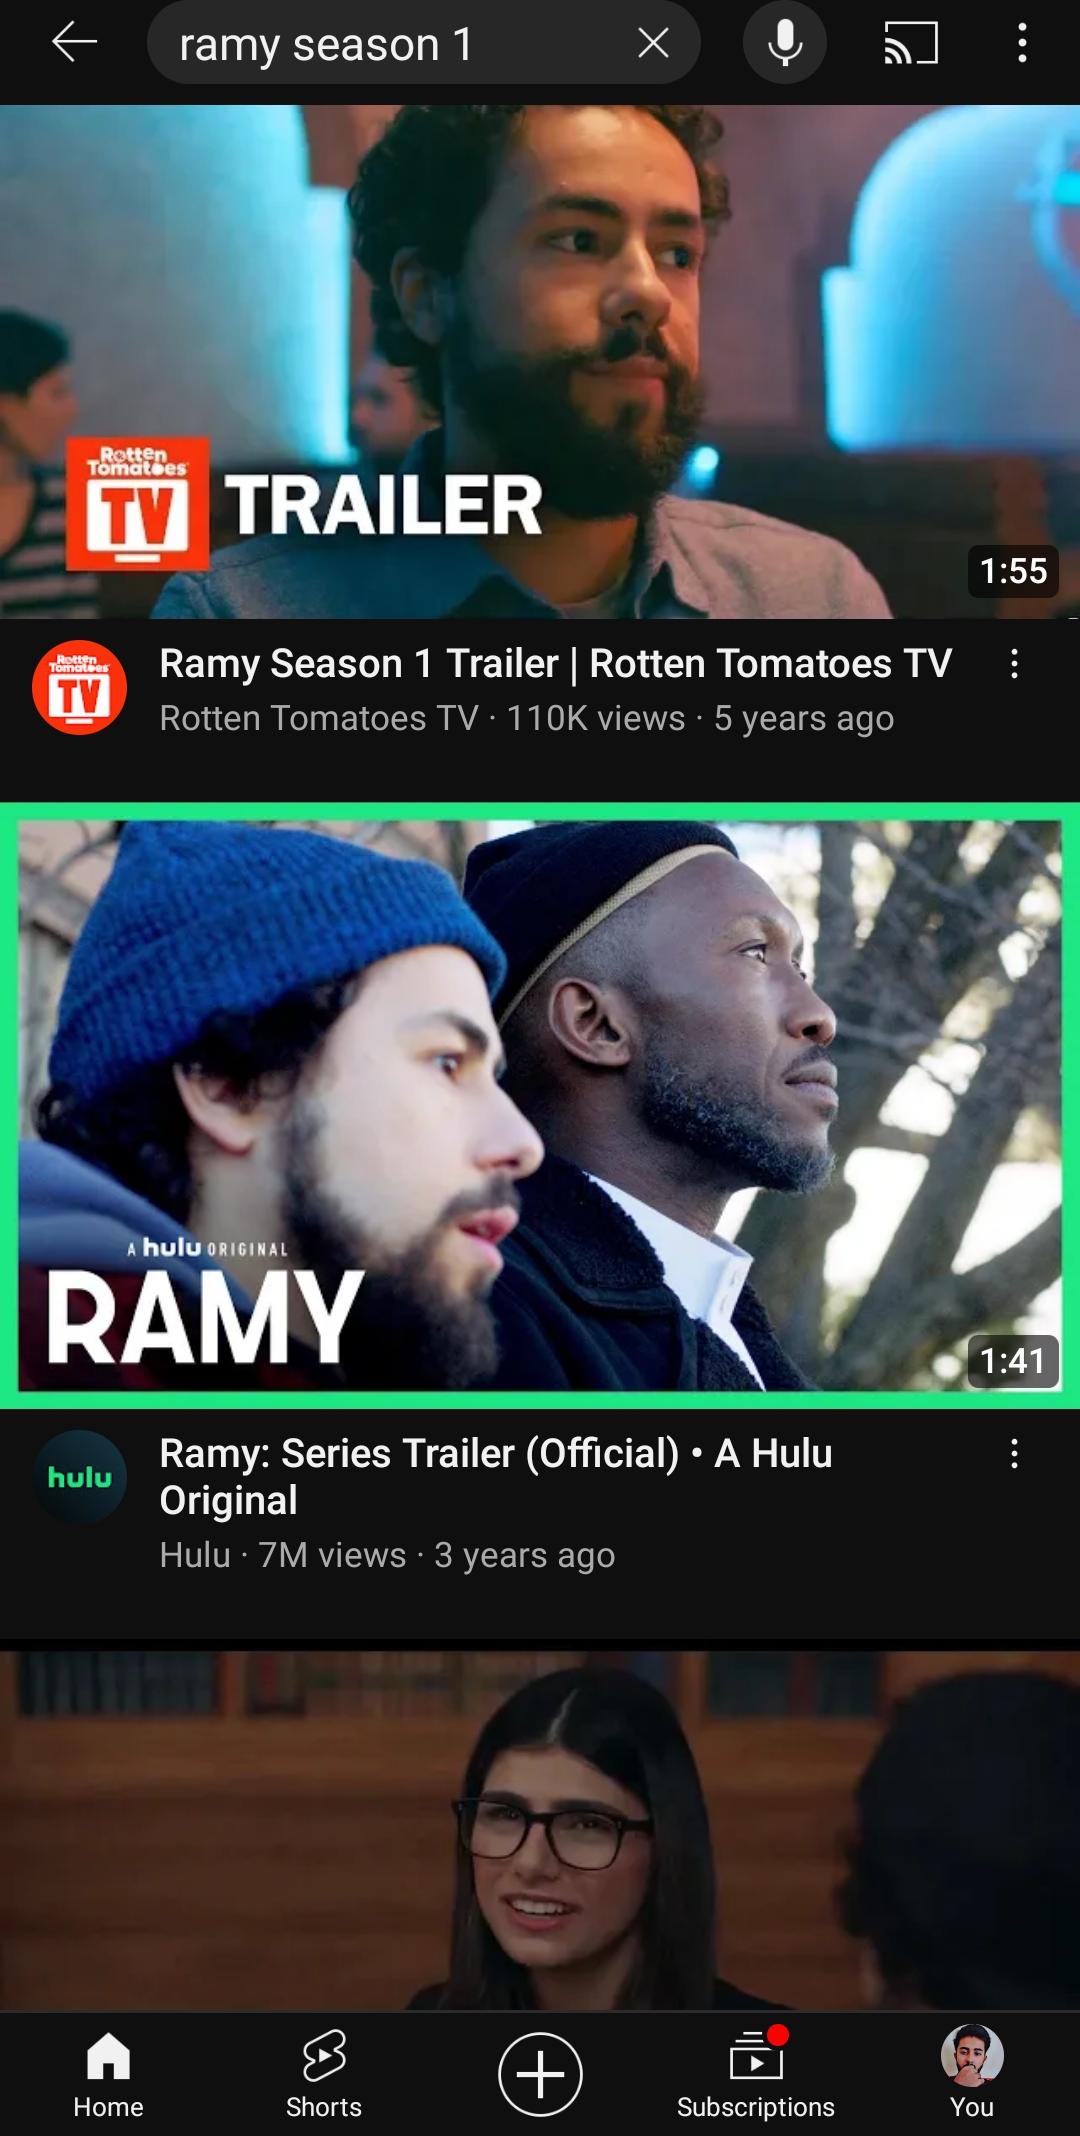 ramy season 1
Rotten
Tomatoes
TV
TRAILER
1:55
Rotten
Tomatoes
TV
Ramy Season 1 Trailer | Rotten Tomatoes TV
Rotten Tomatoes TV · 110K views · 5 years ago
A hulu ORIGINAL
RAMY
1:41
hulu
Ramy: Series Trailer (Official) • A Hulu
Original
Hulu · 7M views · 3 years ago
Home
Shorts
Subscriptions
You